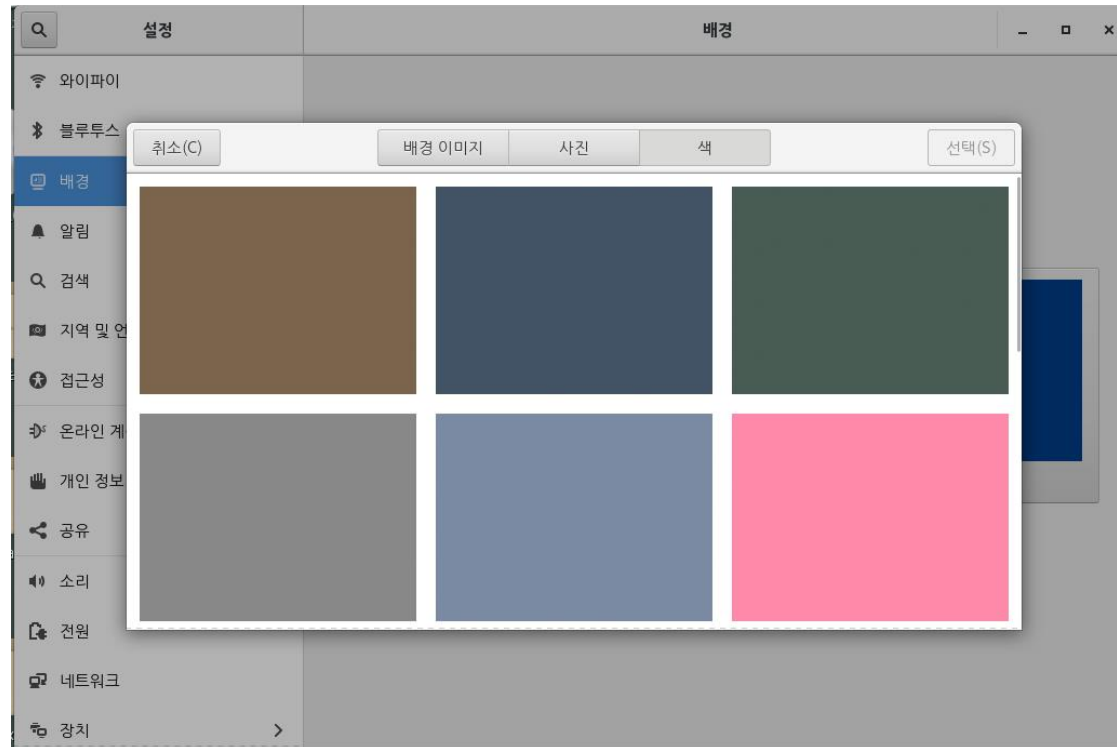 설정
배경
와이파이
블루투스
배경
알림
검색
지역 및 언
접근성
온라인 계
개인 정보
공유
소리
전원
네트워크
장치
취소(C)
배경 이미지
사진
색
선택(S)